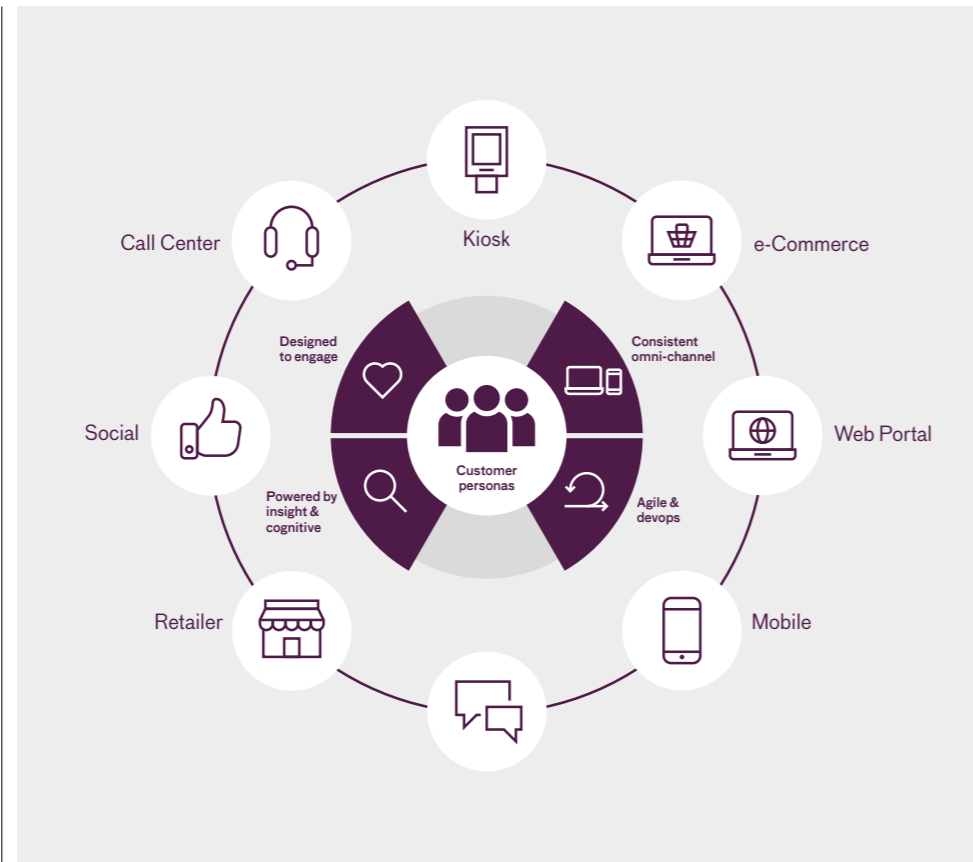 Kiosk
Call Center
e-Commerce
Designed
to engage
Consistent
omni-channel
Social
Customer
personas
Web Portal
Powered by
insight &
cognitive
Agile &
devops
Retailer
Mobile